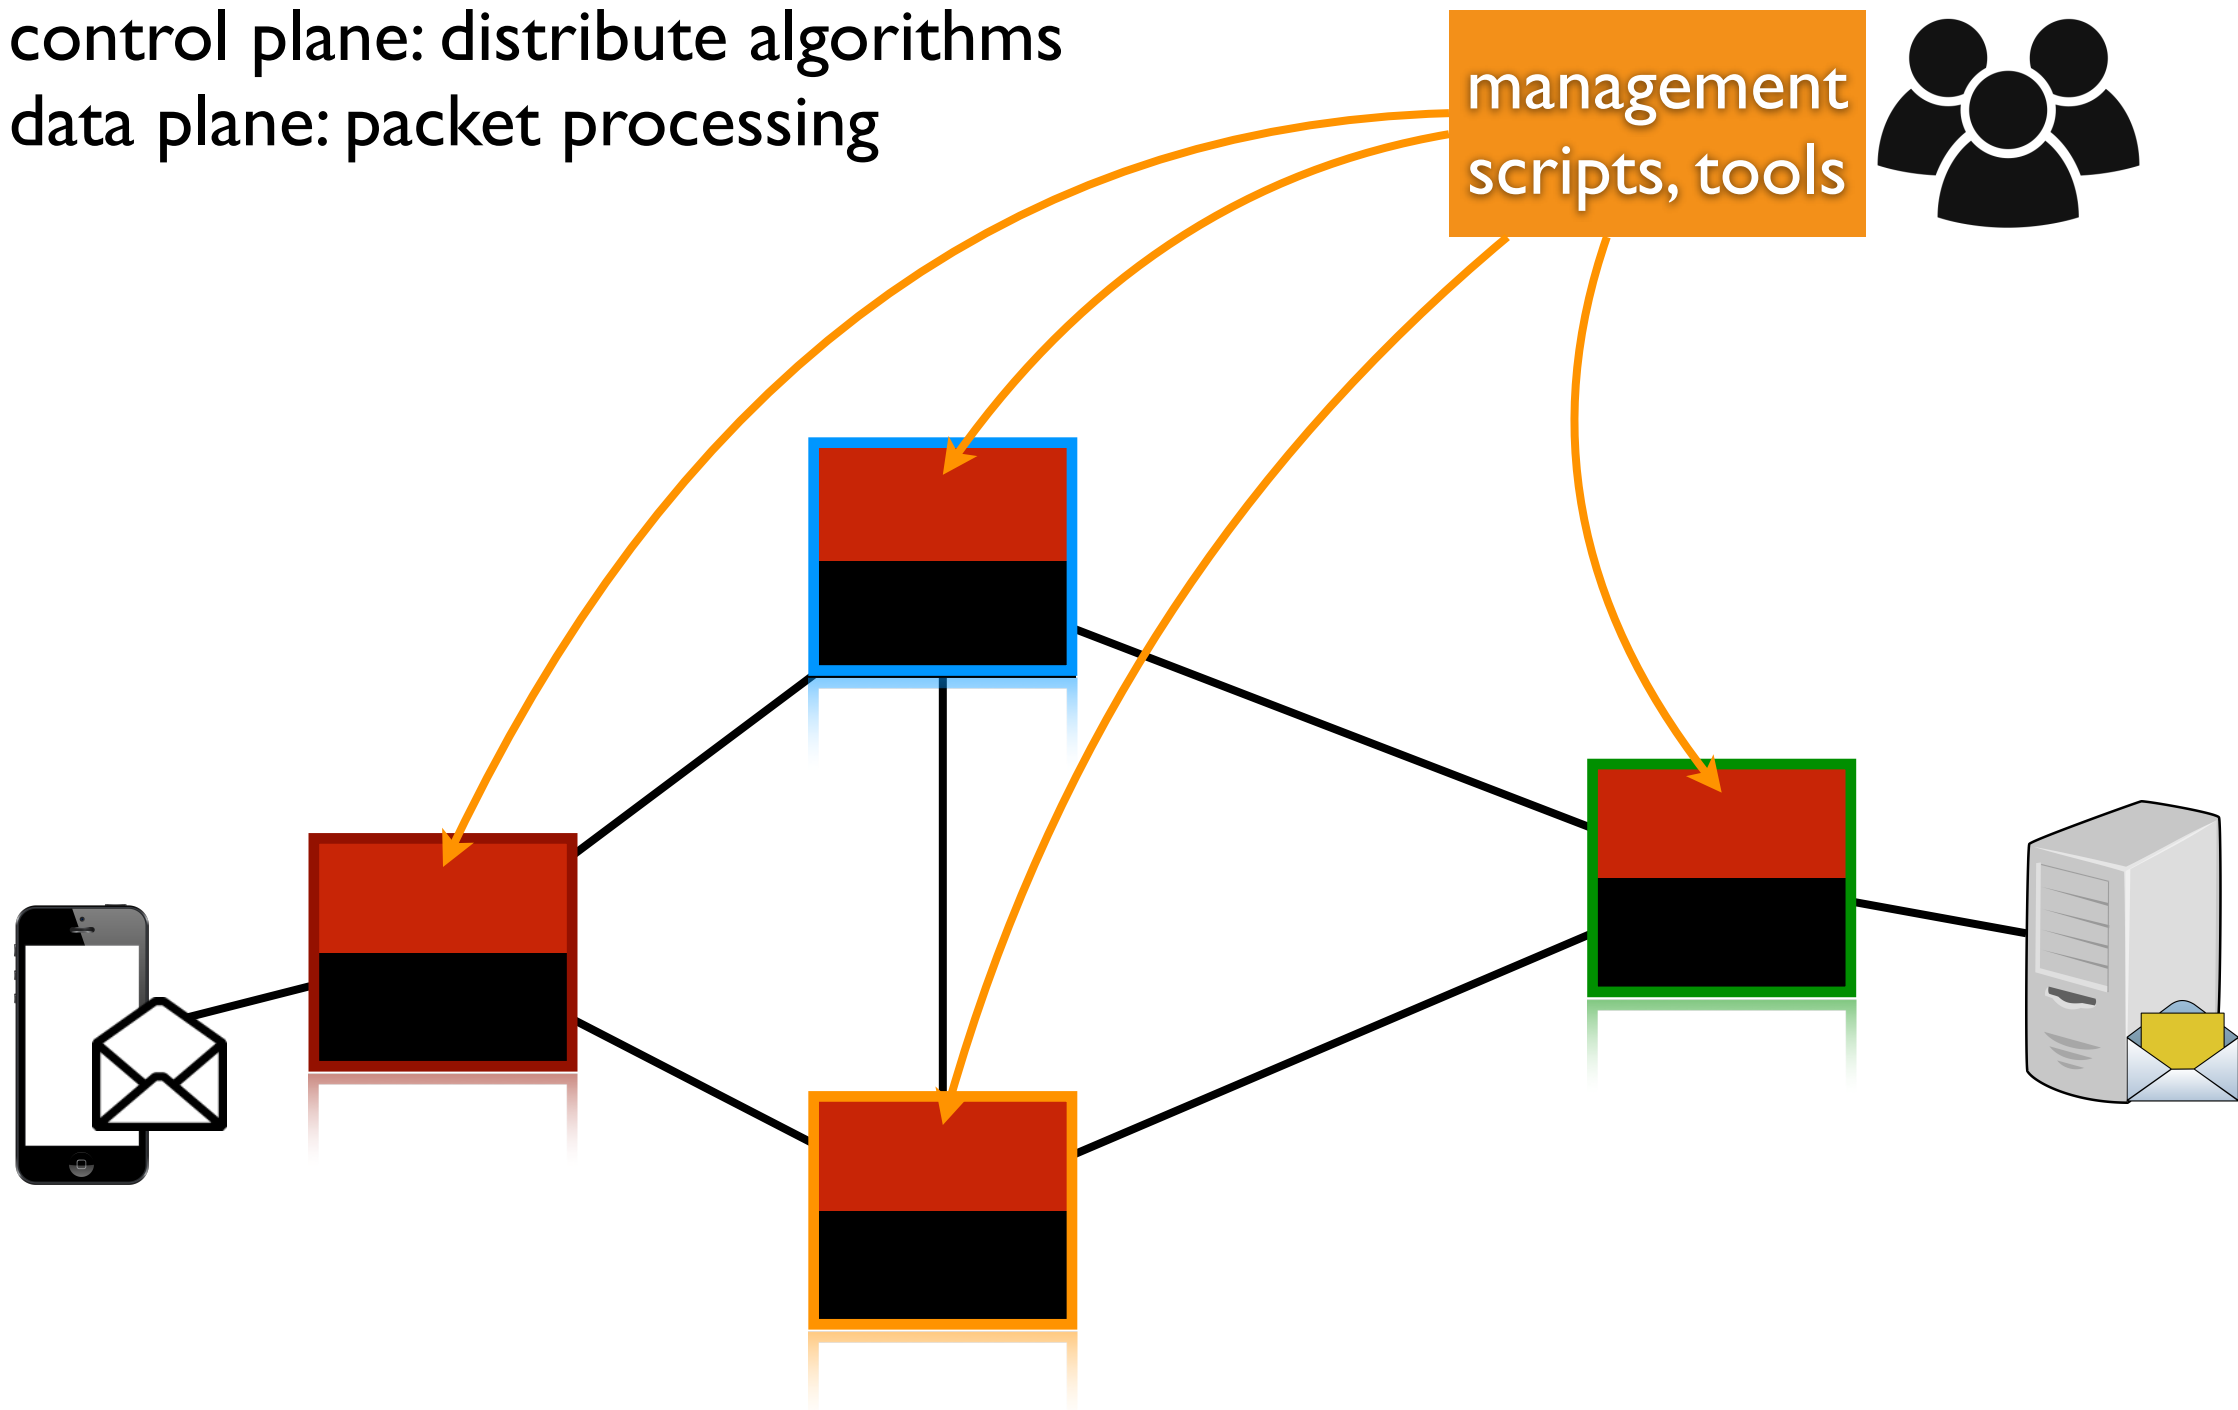 control plane: distribute algorithms
data plane: packet processing
management
scripts, tools